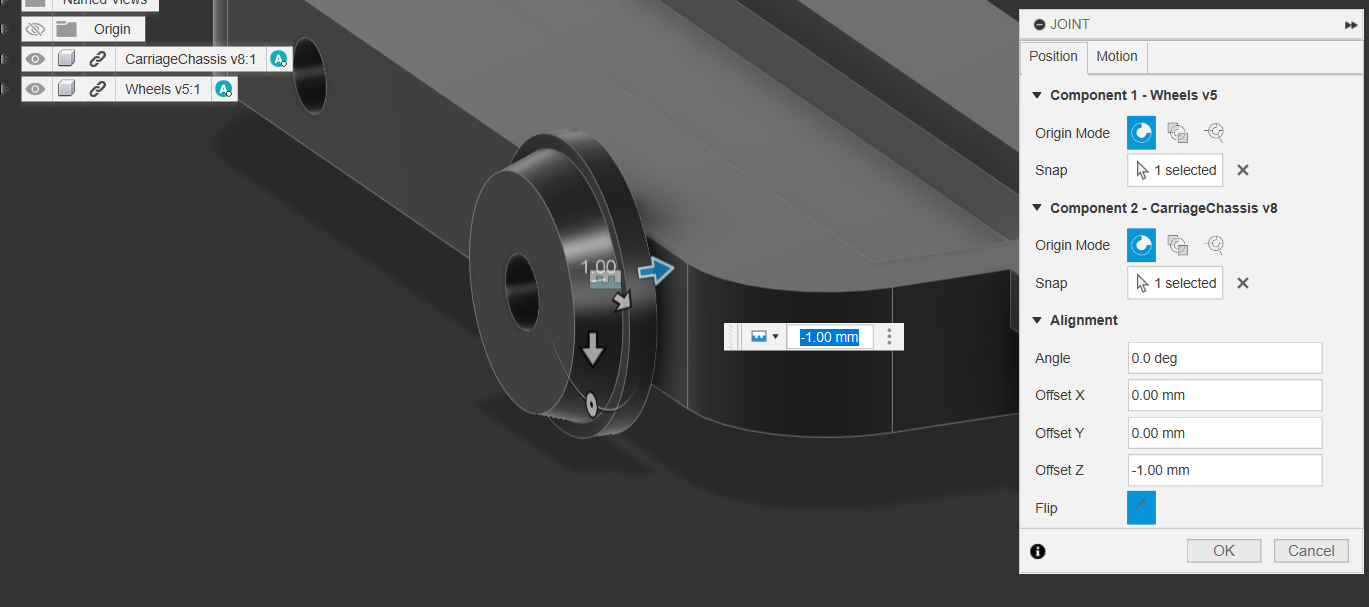 Named Views
Origin
CarriageChassis v8:1
A
Wheels v5:1
A
1.00
-1.00 mm
JOINT
Position
Motion
Component 1 - Wheels v5
Origin Mode
Snap
1 selected
Component 2 - CarriageChassis v8
Origin Mode
Snap
1 selected
Alignment
Angle
0.0 deg
Offset X
0.00 mm
Offset Y
0.00 mm
Offset Z
-1.00 mm
Flip
OK
Cancel